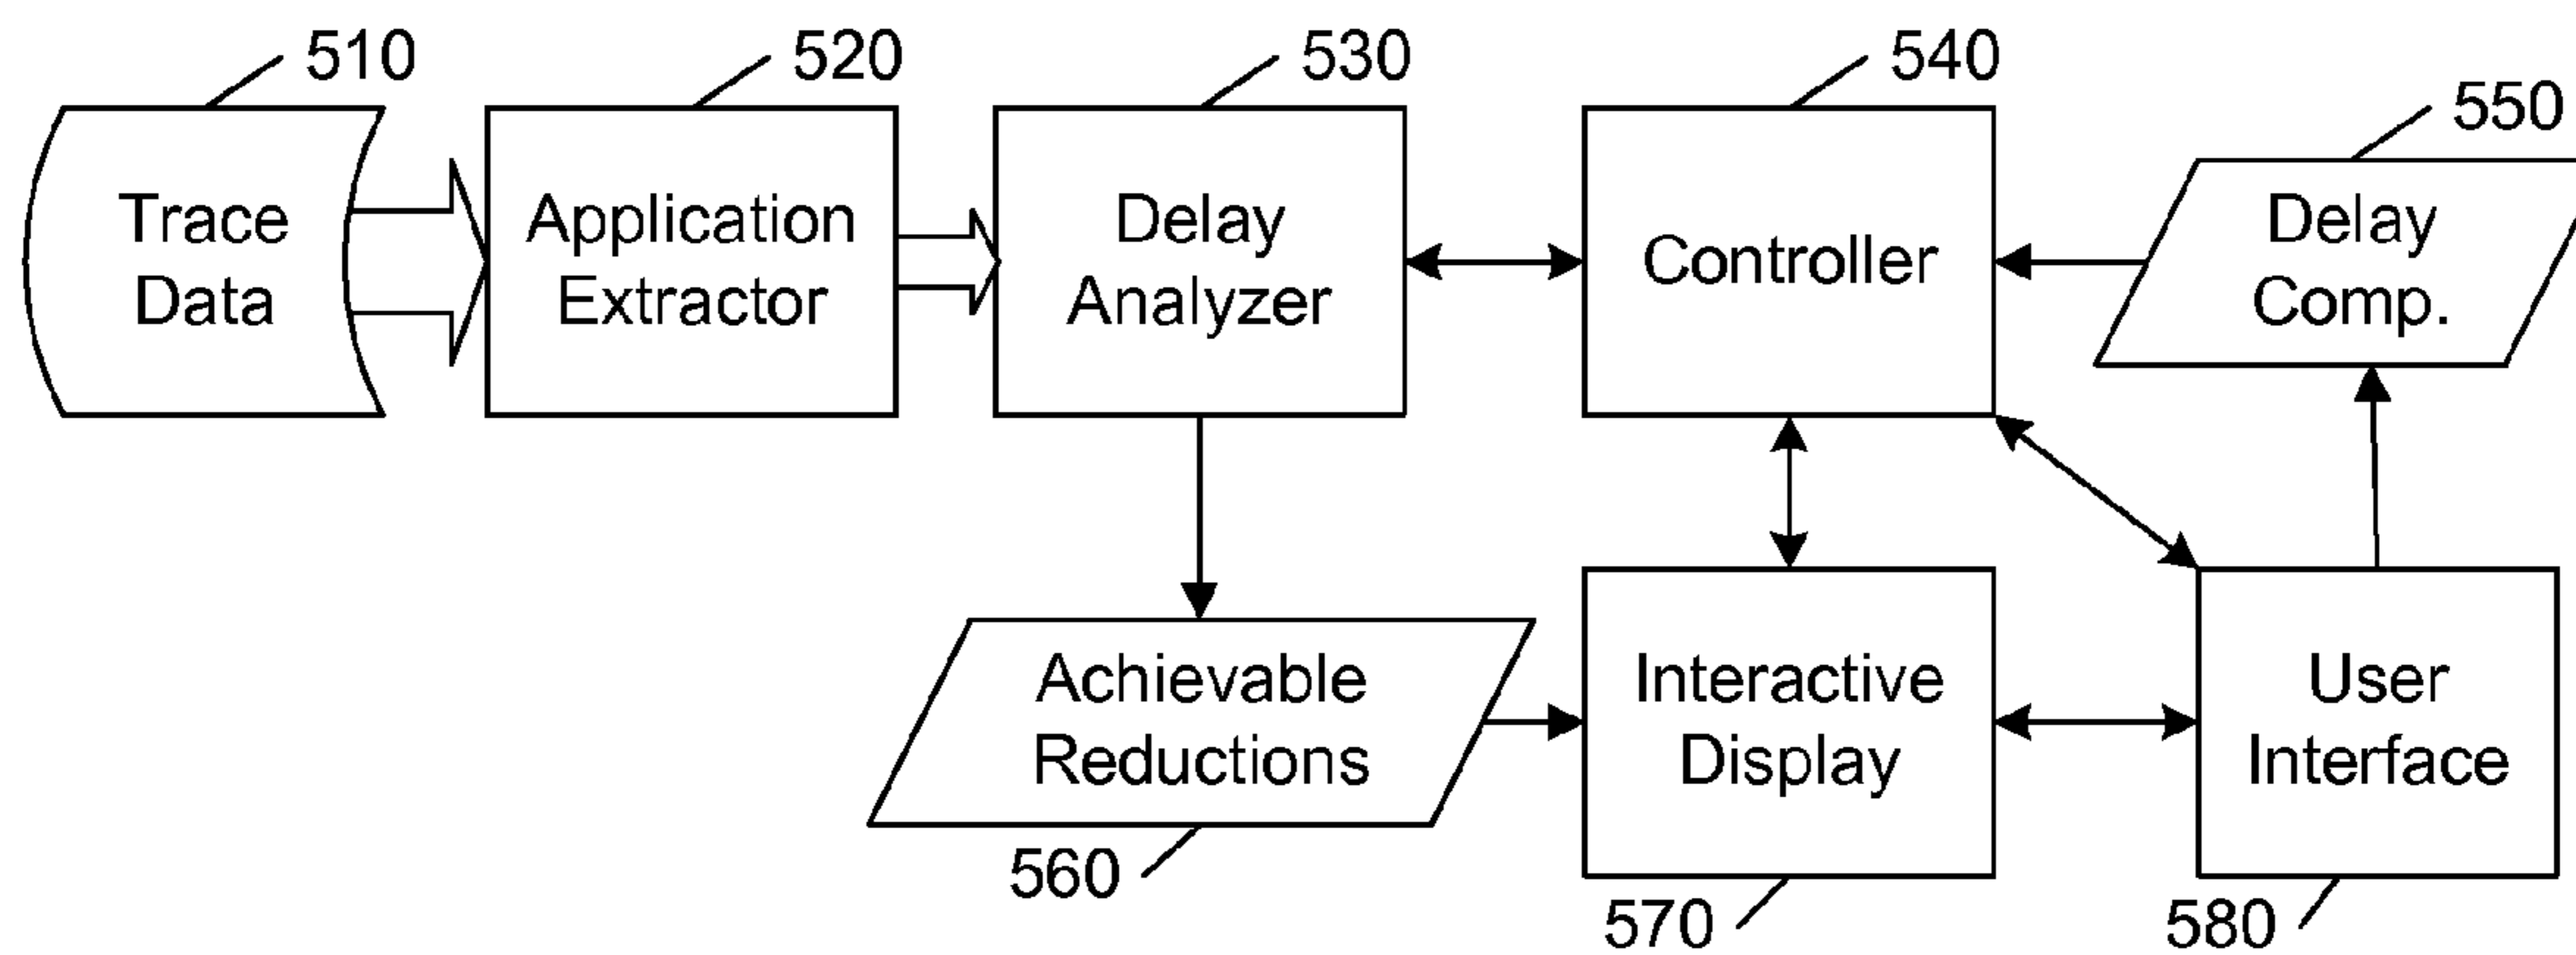 510
520
530
540
550
Trace
Data
Application
Extractor
Delay
Analyzer
Controller
Delay
Comp.
Achievable
Reductions
Interactive
Display
User
Interface
560
570
580